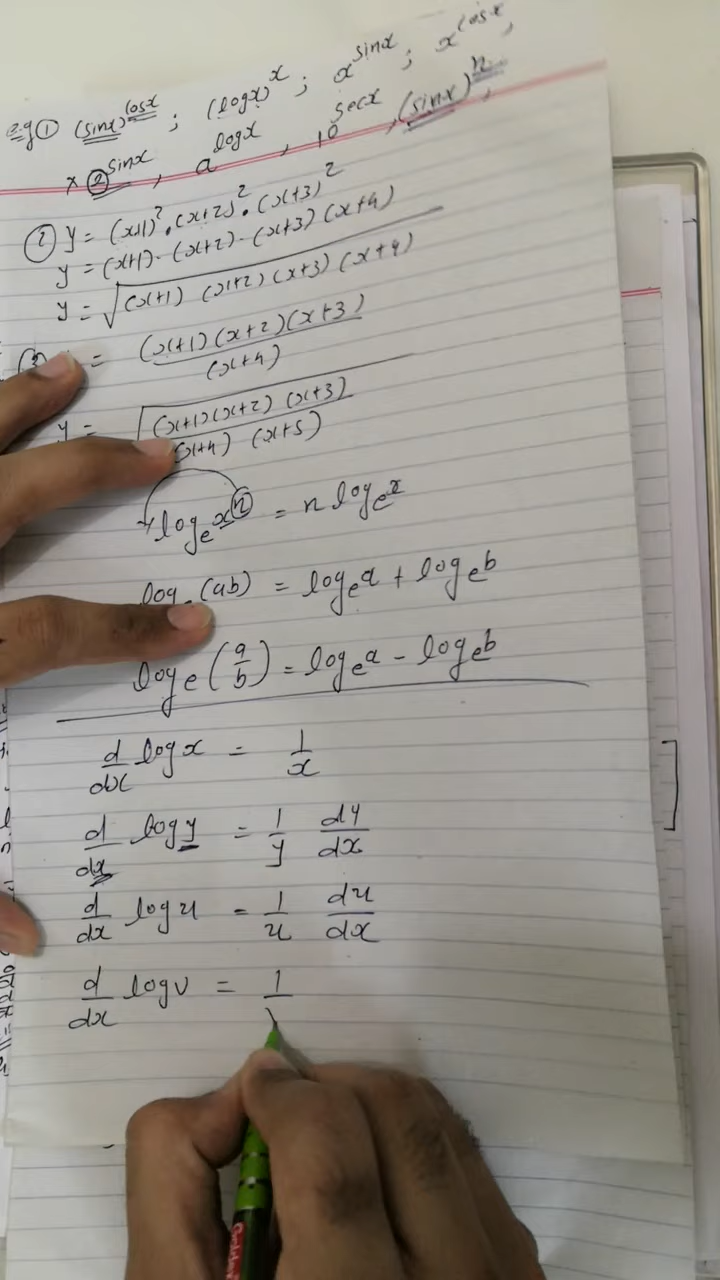 e.g ① (sinx)^cosx ; (logx)^x ; x^sinx ; x^cosx,
x 2^sinx, a^logx, 10^secx, (sinx)^n,
② y = (x+1)². (x+2)². (x+3)²
y = (x+1)· (x+2)· (x+3) (x+4)
y = √(x+1) (x+2) (x+3) (x+4)
= (x+1) (x+2) (x+3) / (x+4)
y = √(x+1) (x+2) (x+3) / (x+4) (x+5)
logₑ xⁿ = n logₑ x
log (ab) = logₑ a + logₑ b
logₑ (a/b) = logₑ a - logₑ b
d/dx log x = 1/x
d/dx log y = 1/y dy/dx
d/dx log u = 1/u du/dx
d/dx log v = 1/